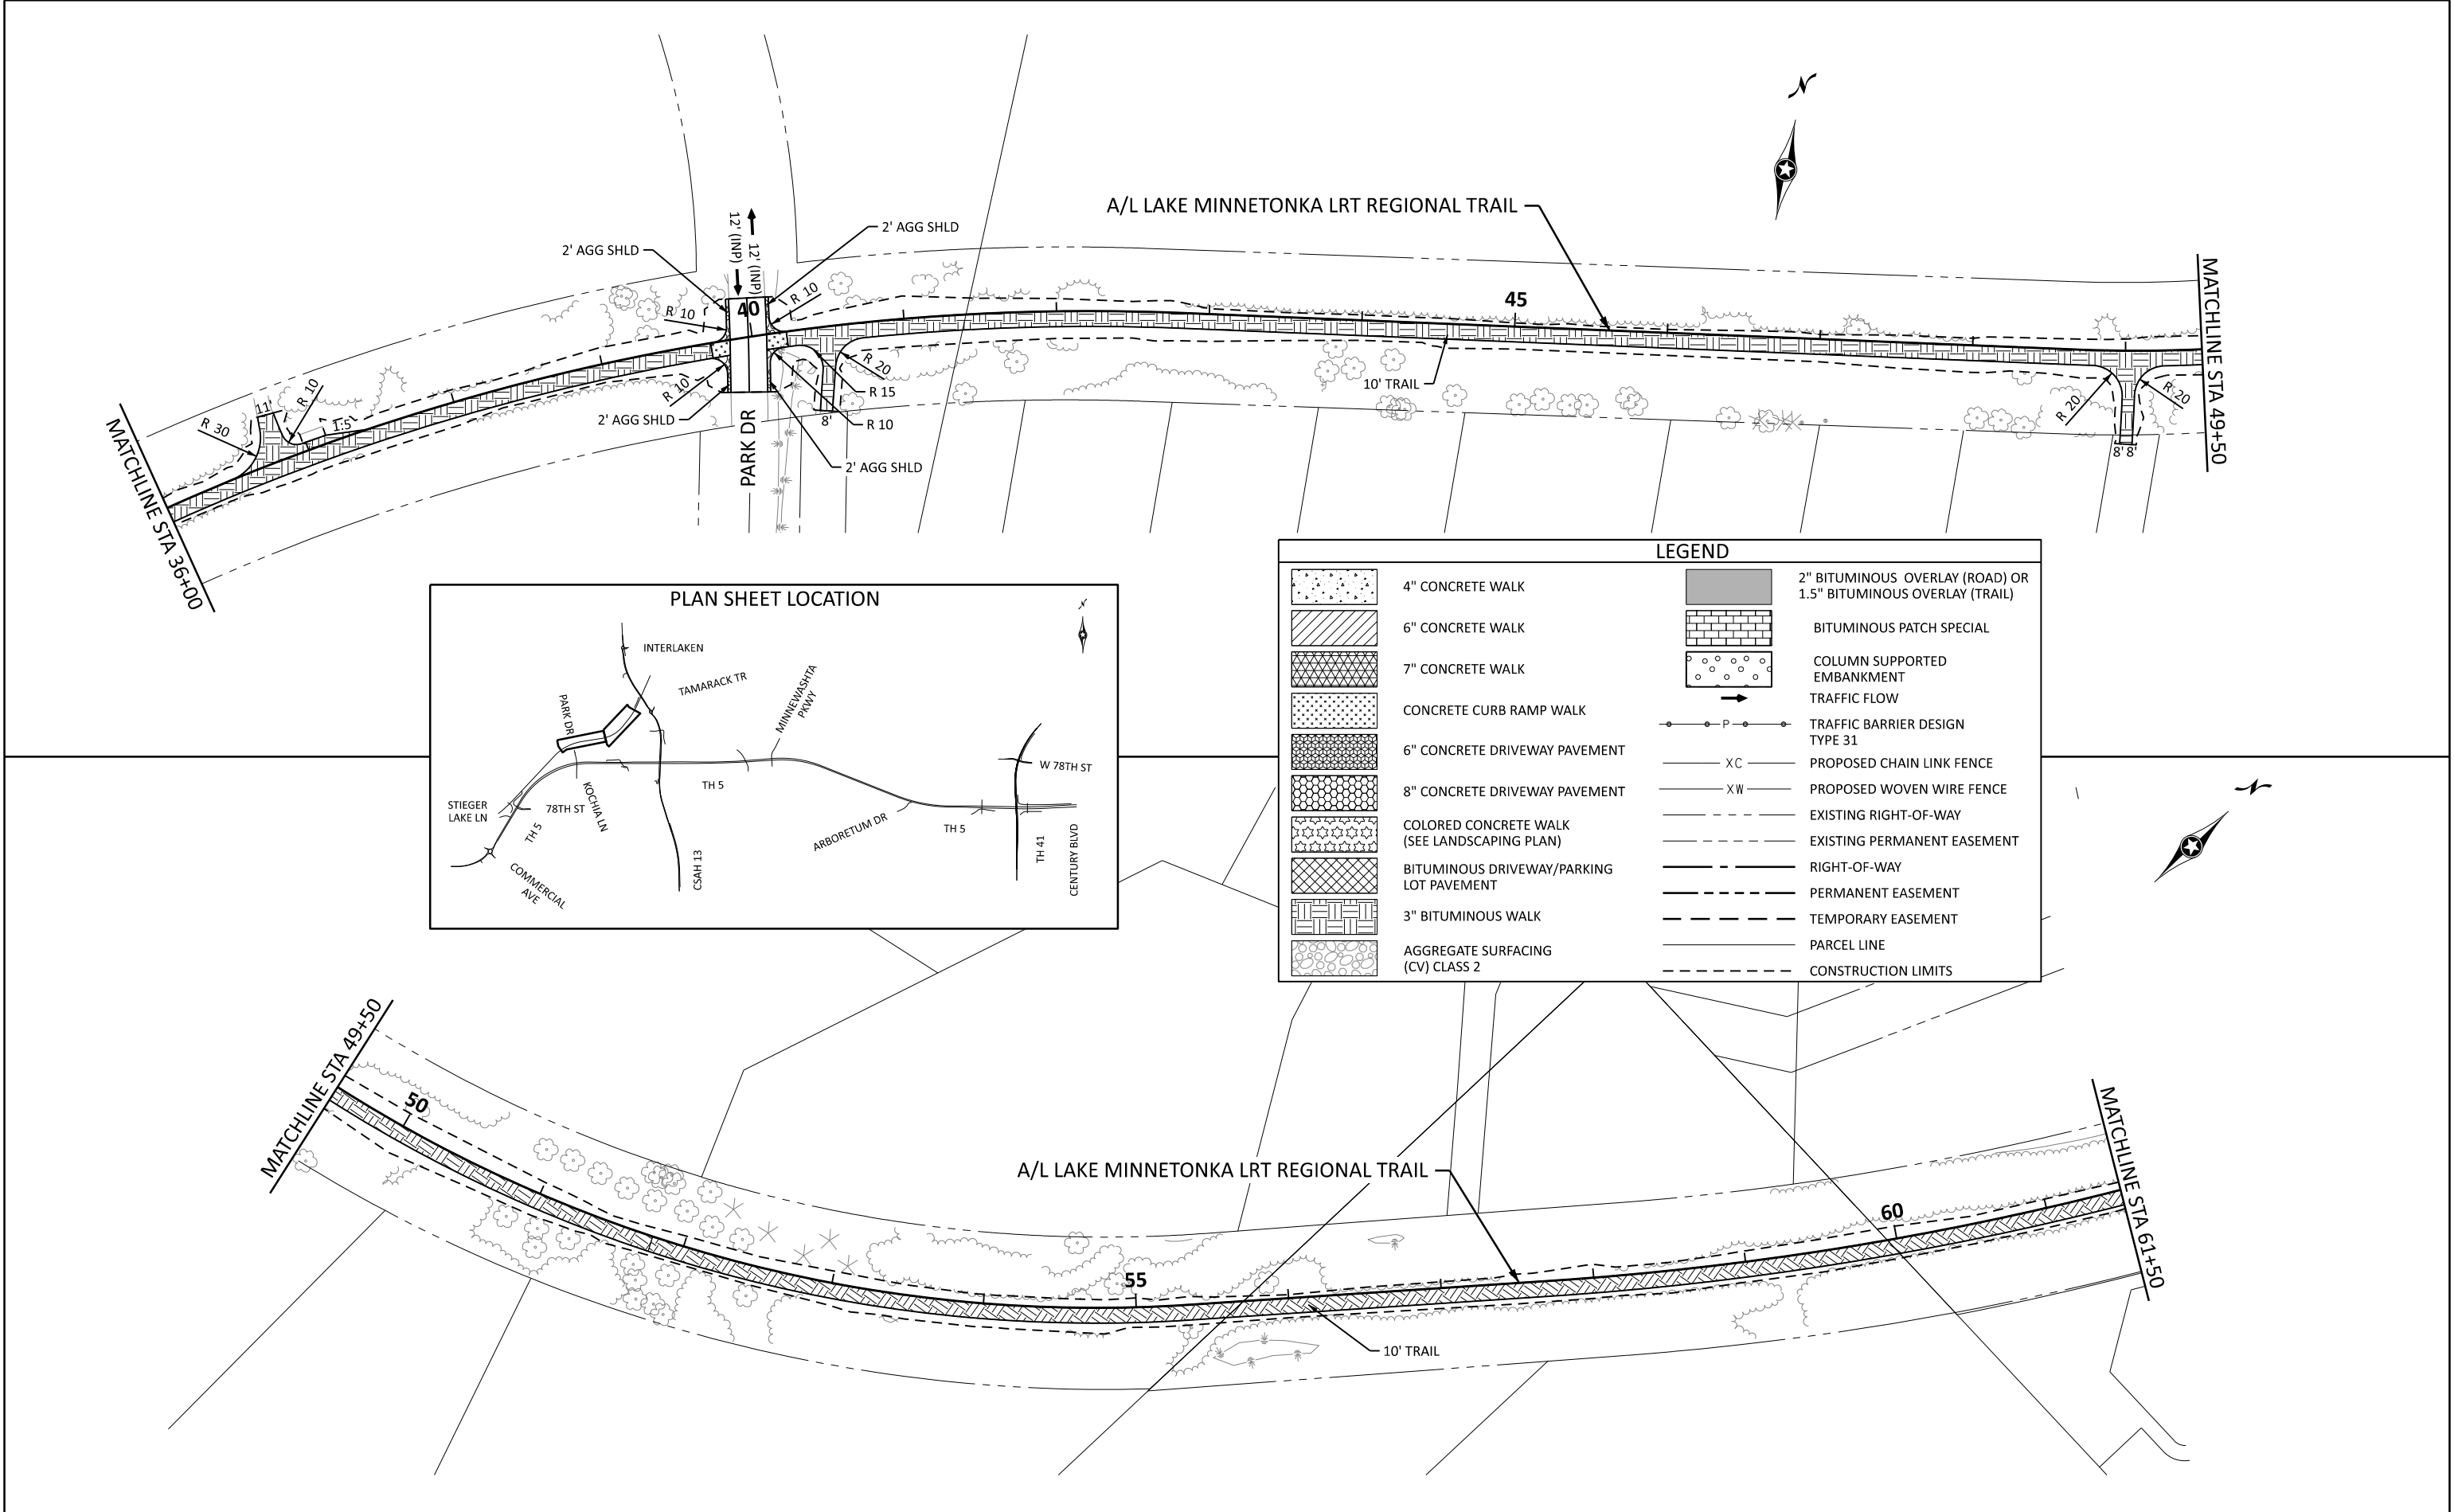 N
A/L LAKE MINNETONKA LRT REGIONAL TRAIL
12' (INP)
12' (INP)
2' AGG SHLD
2' AGG SHLD
R 10
R 10
40
45
MATCHLINE STA 49+50
R 20
R 15
R 10
R 10
2' AGG SHLD
2' AGG SHLD
8'
PARK DR
10' TRAIL
11'
R 10
1:5
R 30
MATCHLINE STA 36+00
R 20
R 20
8' 8'
PLAN SHEET LOCATION
N
INTERLAKEN
TAMARACK TR
PARK DR
MINNEWASHTA
PKWY
W 78TH ST
TH 5
STIEGER
LAKE LN
78TH ST
KOCHIA LN
TH 5
ARBORETUM DR
TH 5
COMMERCIAL
AVE
CSAH 13
TH 41
CENTURY BLVD
LEGEND
4" CONCRETE WALK
6" CONCRETE WALK
7" CONCRETE WALK
CONCRETE CURB RAMP WALK
6" CONCRETE DRIVEWAY PAVEMENT
8" CONCRETE DRIVEWAY PAVEMENT
COLORED CONCRETE WALK
(SEE LANDSCAPING PLAN)
BITUMINOUS DRIVEWAY/PARKING
LOT PAVEMENT
3" BITUMINOUS WALK
AGGREGATE SURFACING
(CV) CLASS 2
2" BITUMINOUS OVERLAY (ROAD) OR
1.5" BITUMINOUS OVERLAY (TRAIL)
BITUMINOUS PATCH SPECIAL
COLUMN SUPPORTED
EMBANKMENT
TRAFFIC FLOW
P
TRAFFIC BARRIER DESIGN
TYPE 31
XC
PROPOSED CHAIN LINK FENCE
XW
PROPOSED WOVEN WIRE FENCE
EXISTING RIGHT-OF-WAY
EXISTING PERMANENT EASEMENT
RIGHT-OF-WAY
PERMANENT EASEMENT
TEMPORARY EASEMENT
PARCEL LINE
CONSTRUCTION LIMITS
N
MATCHLINE STA 49+50
50
A/L LAKE MINNETONKA LRT REGIONAL TRAIL
55
60
10' TRAIL
MATCHLINE STA 61+50